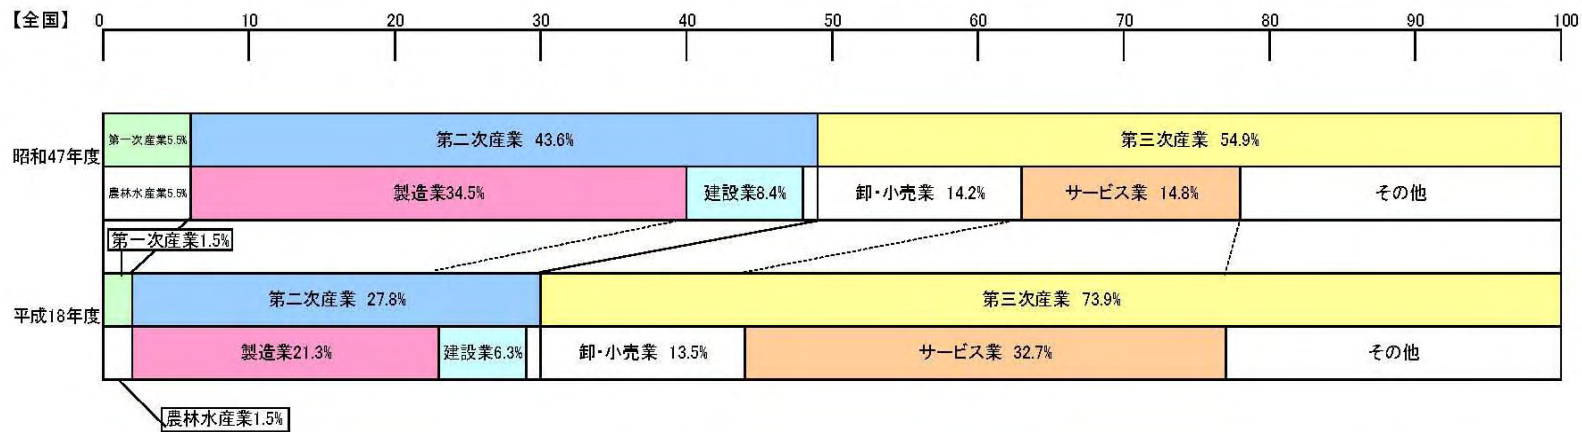 【全国】 0 10 20 30 40 50 60 70 80 90 100
第一次産業5.5% 第二次産業 43.6% 第三次産業 54.9%
昭和47年度
農林水産業5.5% 製造業34.5% 建設業8.4% 卸・小売業 14.2% サービス業 14.8% その他
第一次産業1.5%
第二次産業 27.8% 第三次産業 73.9%
平成18年度
製造業21.3% 建設業6.3% 卸・小売業 13.5% サービス業 32.7% その他
農林水産業1.5%